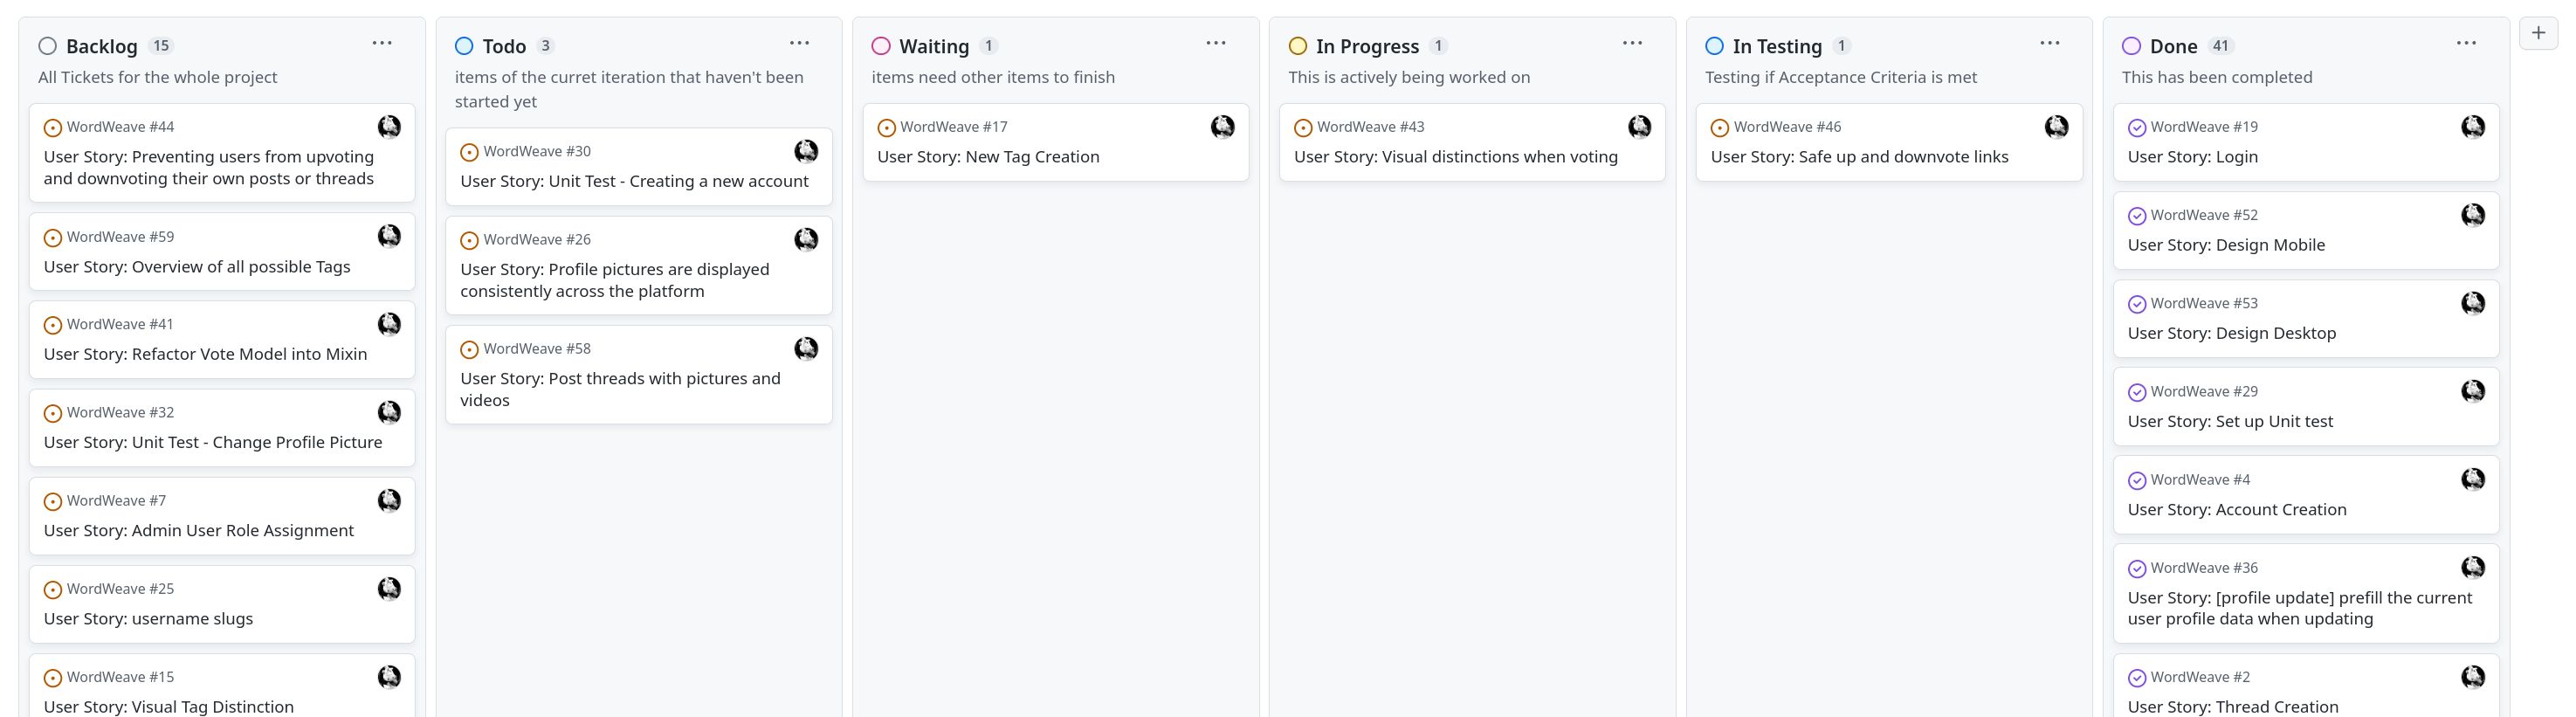 Backlog 15
All Tickets for the whole project
WordWeave #44
User Story: Preventing users from upvoting
and downvoting their own posts or threads
WordWeave #59
User Story: Overview of all possible Tags
WordWeave #41
User Story: Refactor Vote Model into Mixin
WordWeave #32
User Story: Unit Test - Change Profile Picture
WordWeave #7
User Story: Admin User Role Assignment
WordWeave #25
User Story: username slugs
WordWeave #15
User Story: Visual Tag Distinction
Todo 3
items of the curret iteration that haven't been
started yet
WordWeave #30
User Story: Unit Test - Creating a new account
WordWeave #26
User Story: Profile pictures are displayed
consistently across the platform
WordWeave #58
User Story: Post threads with pictures and
videos
Waiting 1
items need other items to finish
WordWeave #17
User Story: New Tag Creation
In Progress 1
This is actively being worked on
WordWeave #43
User Story: Visual distinctions when voting
In Testing 1
Testing if Acceptance Criteria is met
WordWeave #46
User Story: Safe up and downvote links
Done 41
This has been completed
WordWeave #19
User Story: Login
WordWeave #52
User Story: Design Mobile
WordWeave #53
User Story: Design Desktop
WordWeave #29
User Story: Set up Unit test
WordWeave #4
User Story: Account Creation
WordWeave #36
User Story: [profile update] prefill the current
user profile data when updating
WordWeave #2
User Story: Thread Creation